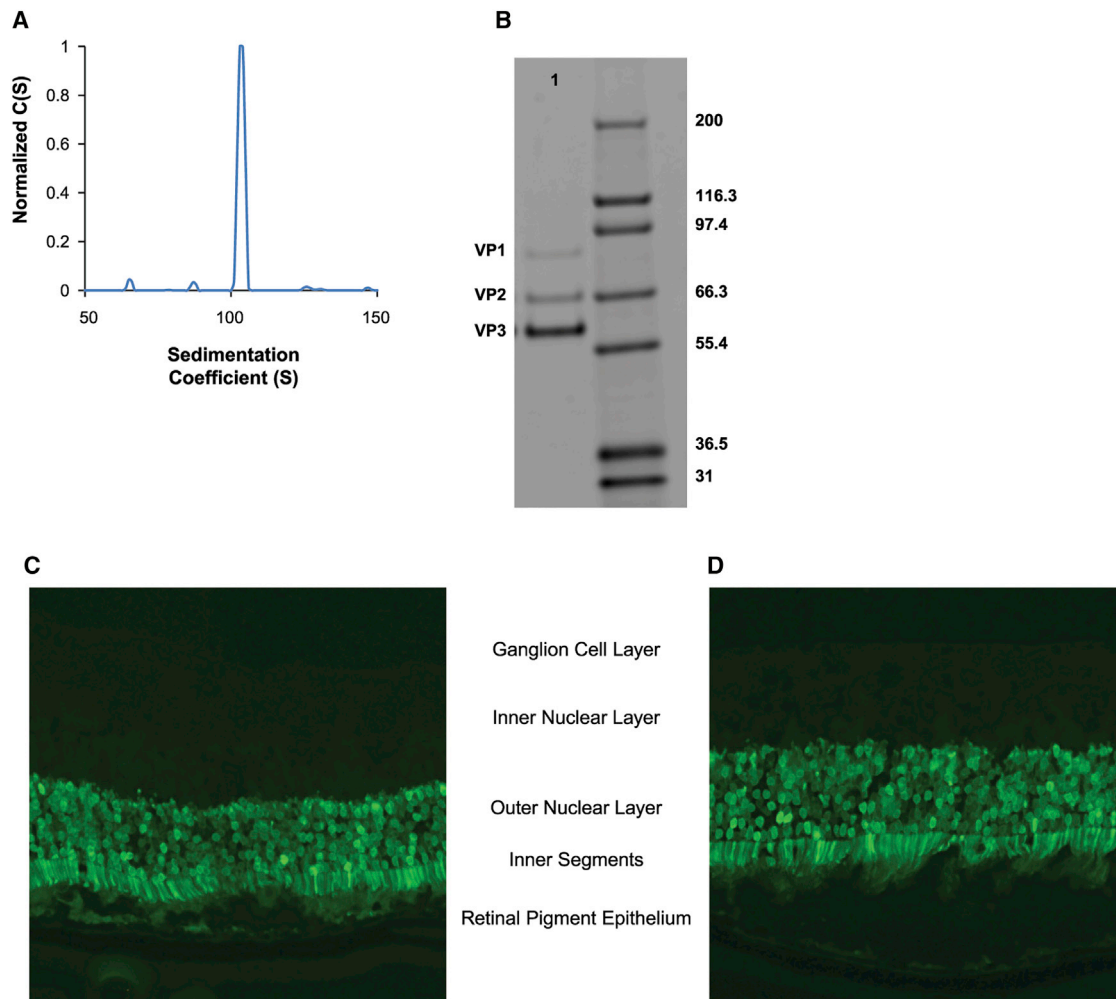 A
Normalized C(S)
1
0.8
0.6
0.4
0.2
0
50
100
150
Sedimentation
Coefficient (S)
B
1
200
116.3
97.4
VP1
VP2
66.3
VP3
55.4
36.5
31
C
D
Ganglion Cell Layer
Inner Nuclear Layer
Outer Nuclear Layer
Inner Segments
Retinal Pigment Epithelium